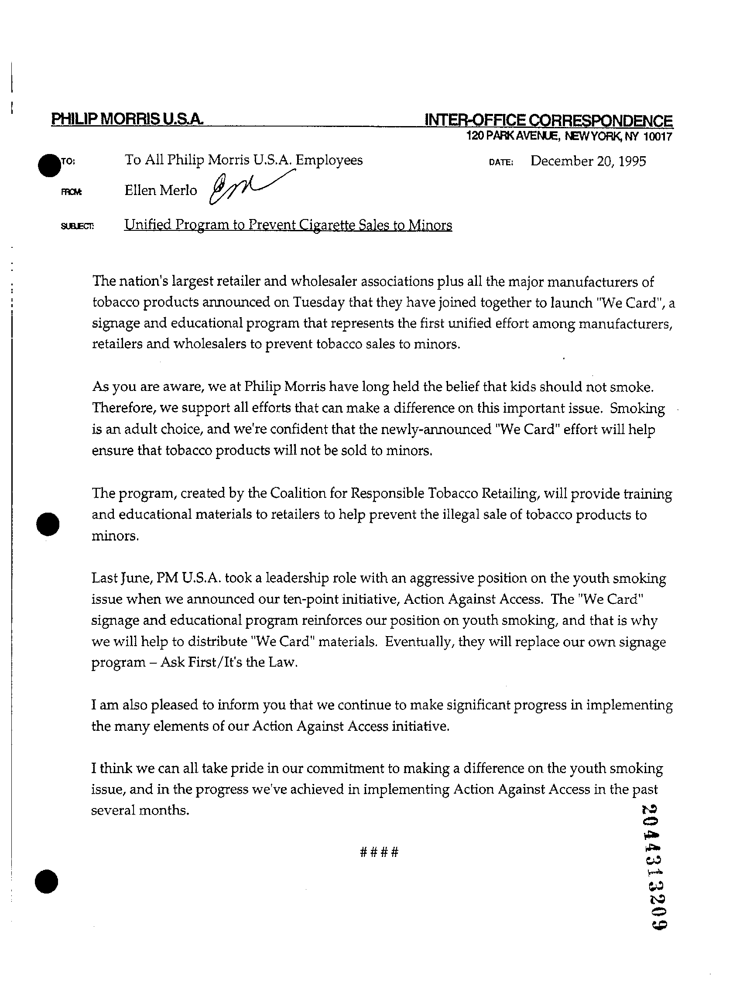 PHILIP MORRIS U.S.A. INTER-OFFICE CORRESPONDENCE
120 PARK AVENUE, NEW YORK, NY 10017
TO: To All Philip Morris U.S.A. Employees DATE: December 20, 1995
FROM: Ellen Merlo em
SUBJECT: Unified Program to Prevent Cigarette Sales to Minors
The nation's largest retailer and wholesaler associations plus all the major manufacturers of
tobacco products announced on Tuesday that they have joined together to launch "We Card", a
signage and educational program that represents the first unified effort among manufacturers,
retailers and wholesalers to prevent tobacco sales to minors.
As you are aware, we at Philip Morris have long held the belief that kids should not smoke.
Therefore, we support all efforts that can make a difference on this important issue. Smoking
is an adult choice, and we're confident that the newly-announced "We Card" effort will help
ensure that tobacco products will not be sold to minors.
The program, created by the Coalition for Responsible Tobacco Retailing, will provide training
and educational materials to retailers to help prevent the illegal sale of tobacco products to
minors.
Last June, PM U.S.A. took a leadership role with an aggressive position on the youth smoking
issue when we announced our ten-point initiative, Action Against Access. The "We Card"
signage and educational program reinforces our position on youth smoking, and that is why
we will help to distribute "We Card" materials. Eventually, they will replace our own signage
program – Ask First/It's the Law.
I am also pleased to inform you that we continue to make significant progress in implementing
the many elements of our Action Against Access initiative.
I think we can all take pride in our commitment to making a difference on the youth smoking
issue, and in the progress we've achieved in implementing Action Against Access in the past
several months.
####
2044313209